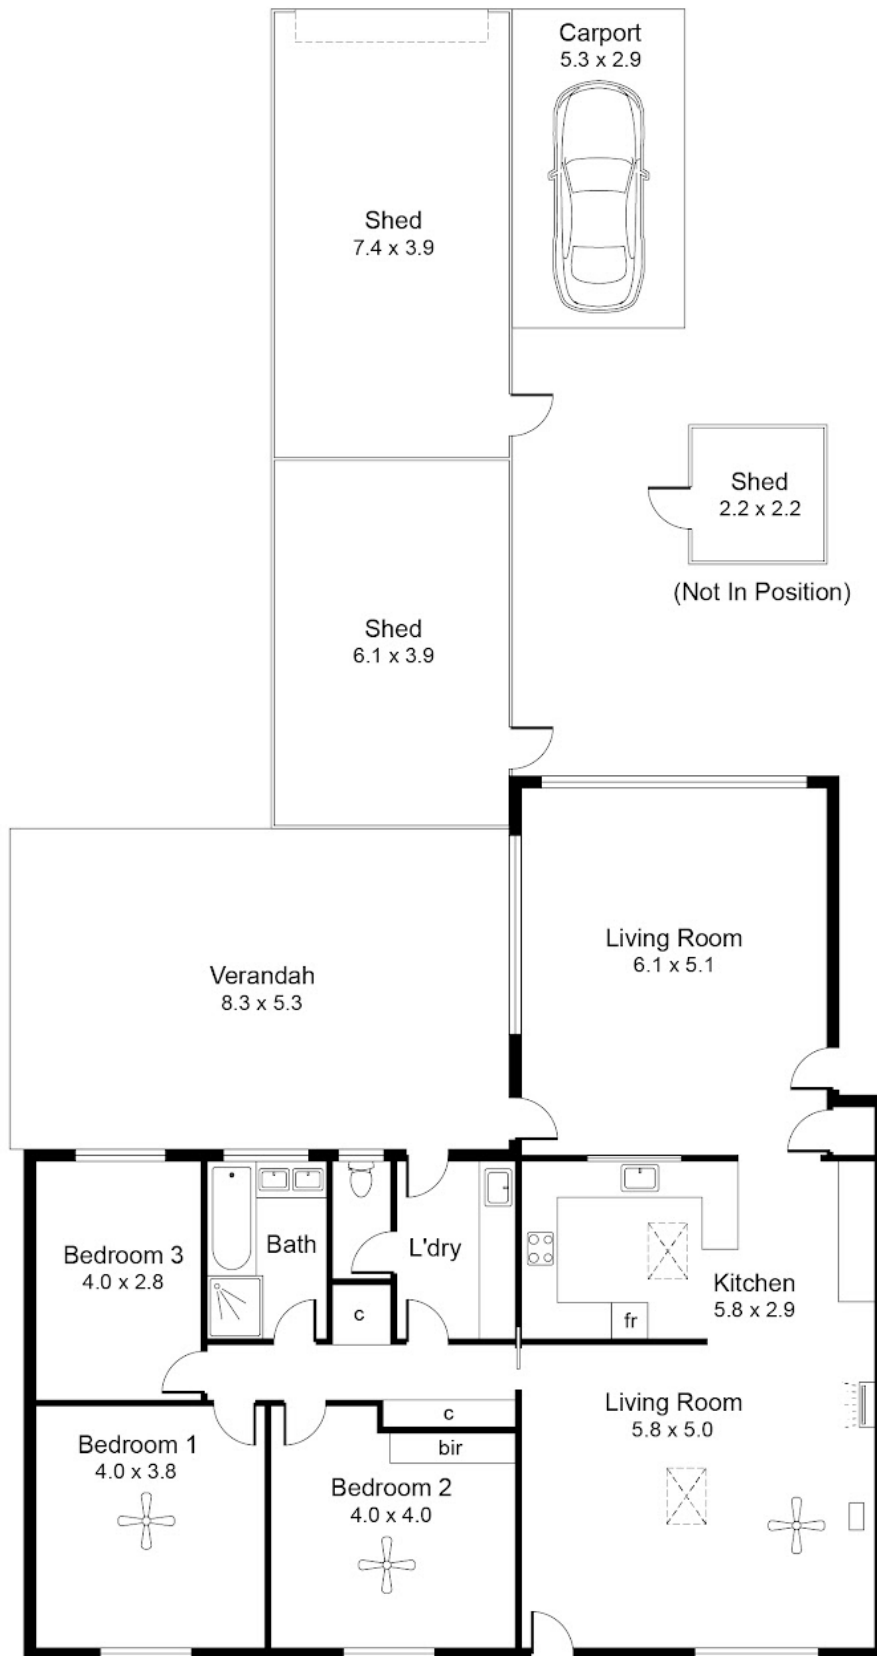 Carport
5.3 x 2.9
Shed
7.4 x 3.9
Shed
2.2 x 2.2
(Not In Position)
Shed
6.1 x 3.9
Living Room
6.1 x 5.1
Verandah
8.3 x 5.3
Bedroom 3
4.0 x 2.8
Bath
L'dry
c
Kitchen
5.8 x 2.9
fr
Living Room
5.8 x 5.0
c
bir
Bedroom 1
4.0 x 3.8
Bedroom 2
4.0 x 4.0